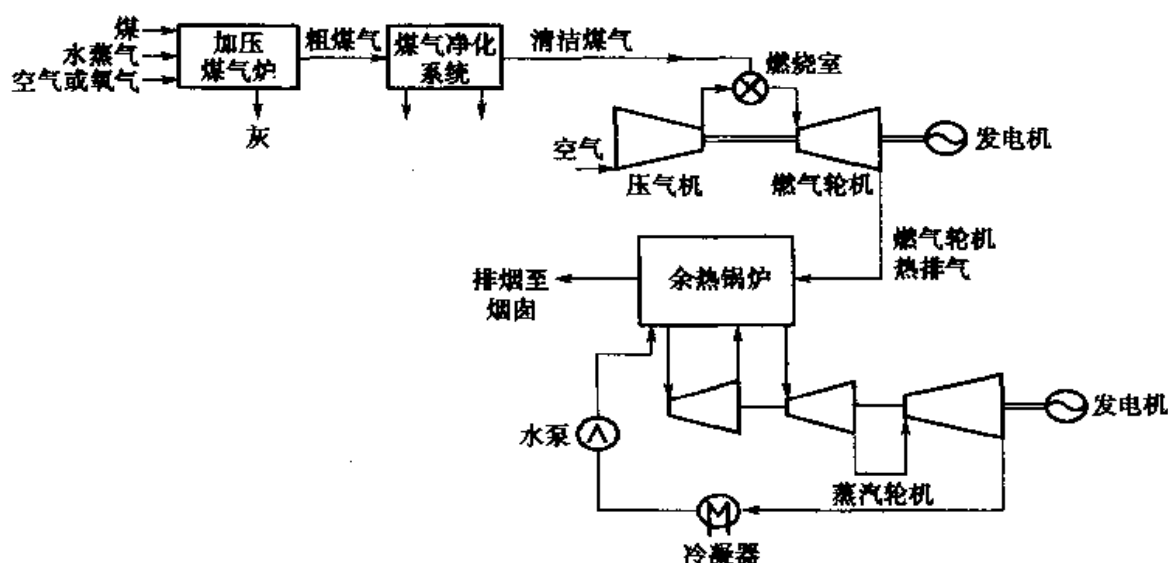 煤
水蒸气
空气或氧气
加压
煤气炉
粗煤气
煤气净化
系统
清洁煤气
燃烧室
灰
空气
压气机
燃气轮机
发电机
燃气轮机
热排气
余热锅炉
排烟至
烟囱
水泵
发电机
蒸汽轮机
冷凝器